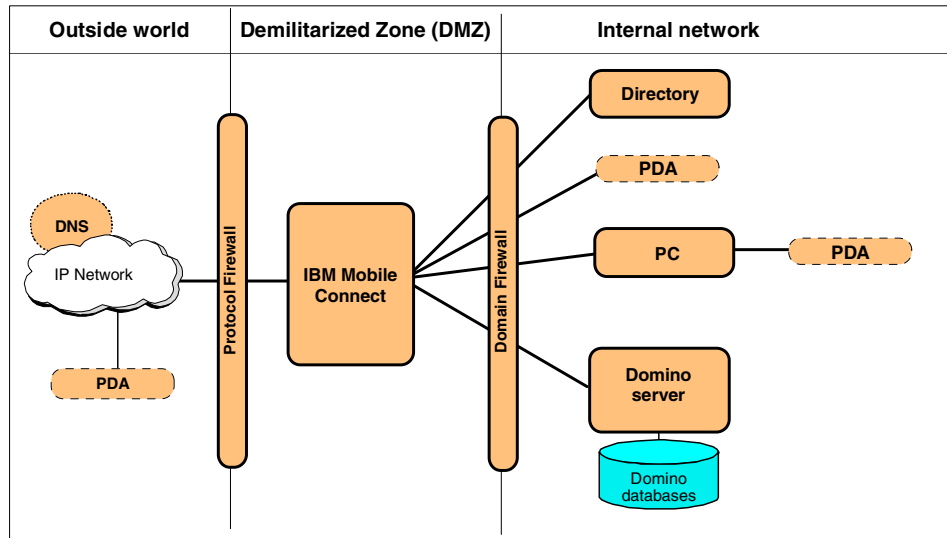 Outside world
Demilitarized Zone (DMZ)
Internal network
Directory
PDA
DNS
IP Network
Protocol Firewall
IBM Mobile
Connect
Domain Firewall
PC
PDA
PDA
Domino
server
Domino
databases